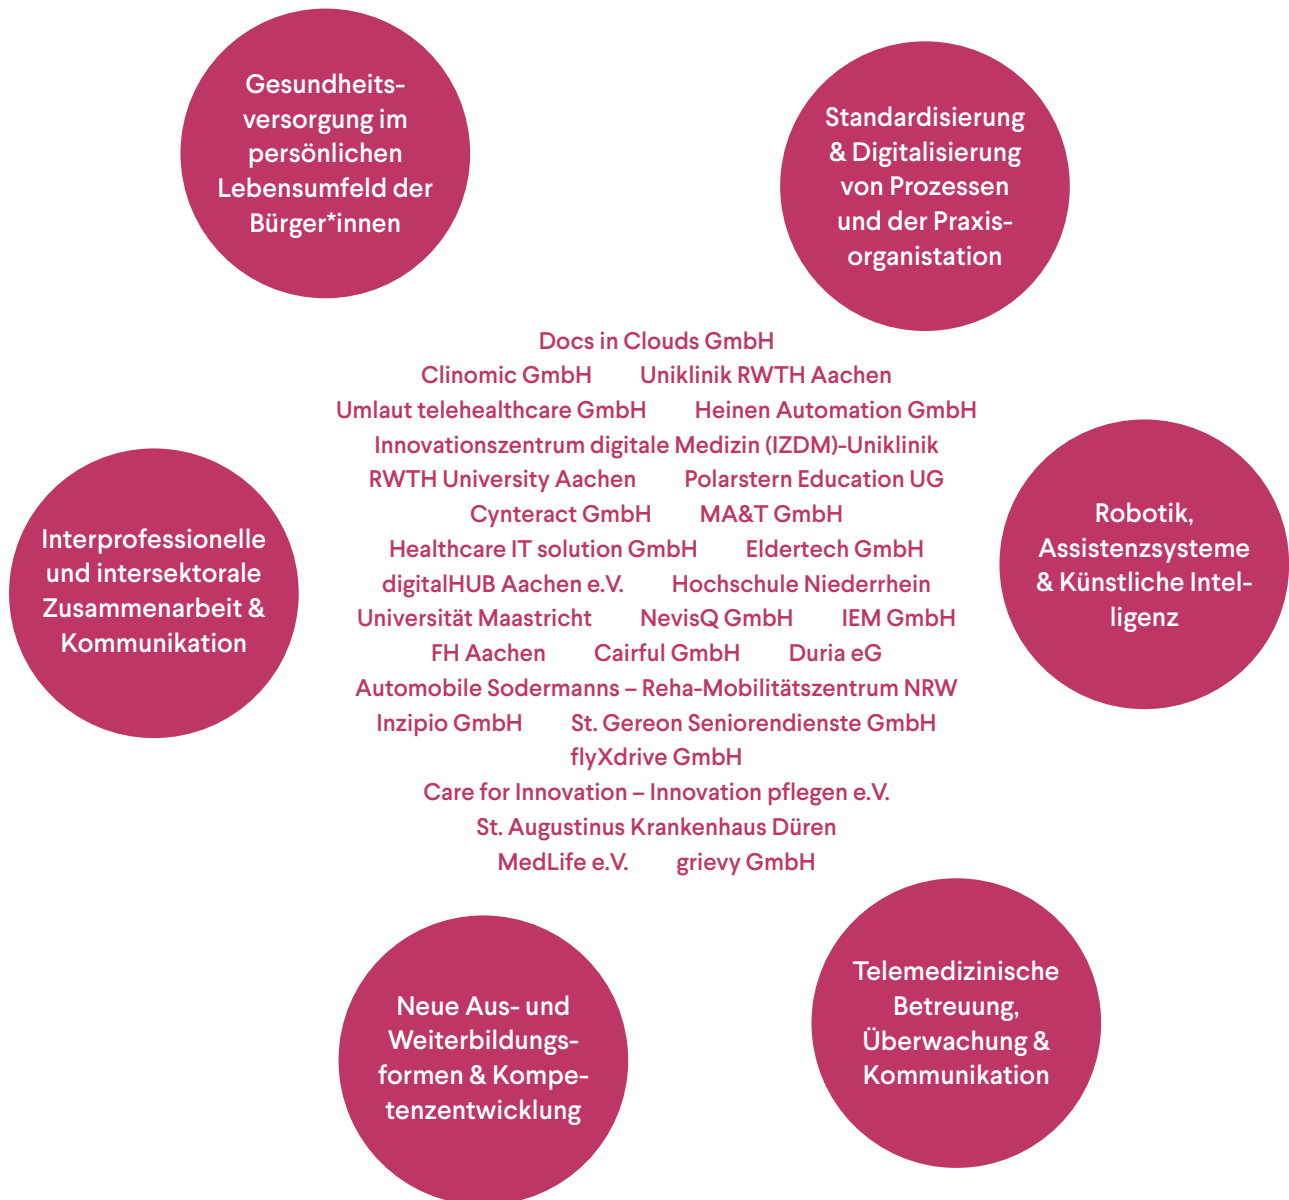 Gesundheits-
versorgung im
persönlichen
Lebensumfeld der
Bürger*innen
Standardisierung
& Digitalisierung
von Prozessen
und der Praxis-
organistation
Docs in Clouds GmbH
Clinomic GmbH Uniklinik RWTH Aachen
Umlaut telehealthcare GmbH Heinen Automation GmbH
Innovationszentrum digitale Medizin (IZDM)-Uniklinik
RWTH University Aachen Polarstern Education UG
Cynteract GmbH MA&T GmbH
Healthcare IT solution GmbH Eldertech GmbH
digitalHUB Aachen e.V. Hochschule Niederrhein
Universität Maastricht NevisQ GmbH IEM GmbH
FH Aachen Cairful GmbH Duria eG
Automobile Sodermanns – Reha-Mobilitätszentrum NRW
Inzipio GmbH St. Gereon Seniorendienste GmbH
flyXdrive GmbH
Care for Innovation – Innovation pflegen e.V.
St. Augustinus Krankenhaus Düren
MedLife e.V. grievy GmbH
Interprofessionelle
und intersektorale
Zusammenarbeit &
Kommunikation
Robotik,
Assistenzsysteme
& Künstliche Intel-
ligenz
Neue Aus- und
Weiterbildungs-
formen & Kompe-
tenzentwicklung
Telemedizinische
Betreuung,
Überwachung &
Kommunikation